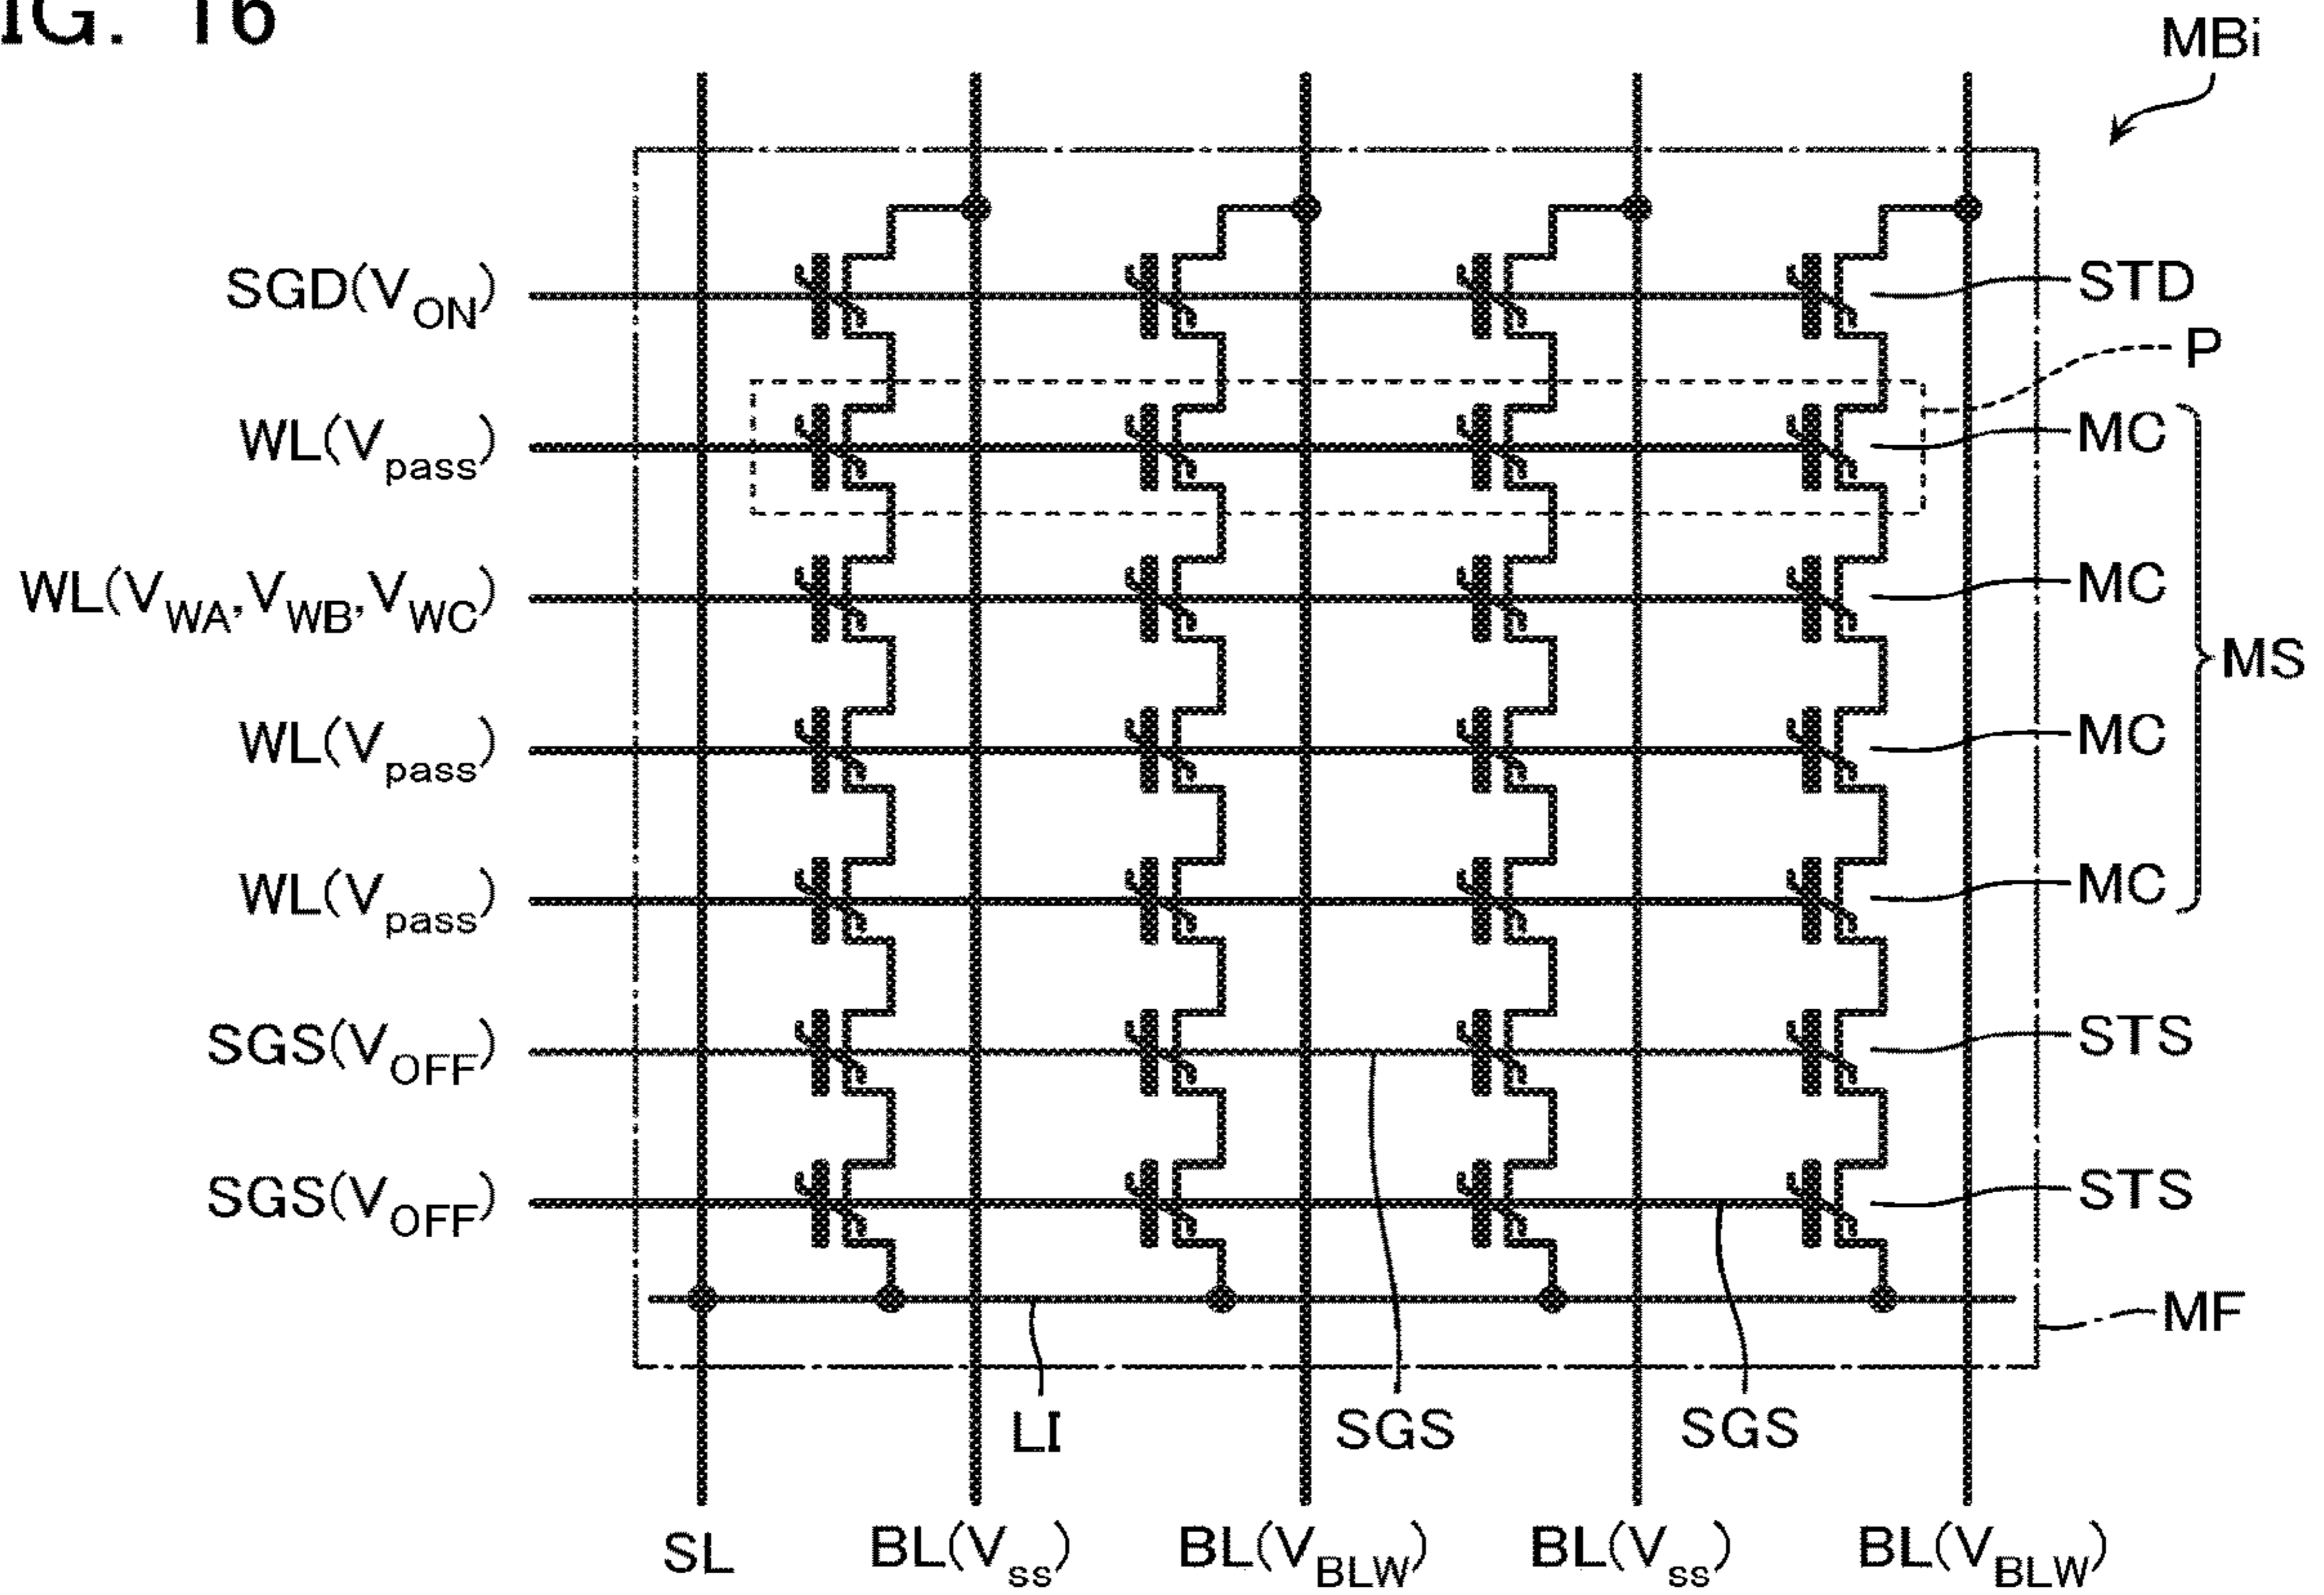 IG. 16
MBi
SGD(VON)
STD
P
WL(Vpass)
MC
WL(VWA,VWB,VWC)
MC
MS
WL(Vpass)
MC
WL(Vpass)
MC
SGS(VOFF)
STS
SGS(VOFF)
STS
MF
LI
SGS
SGS
SL
BL(Vss)
BL(VBLW)
BL(Vss)
BL(VBLW)